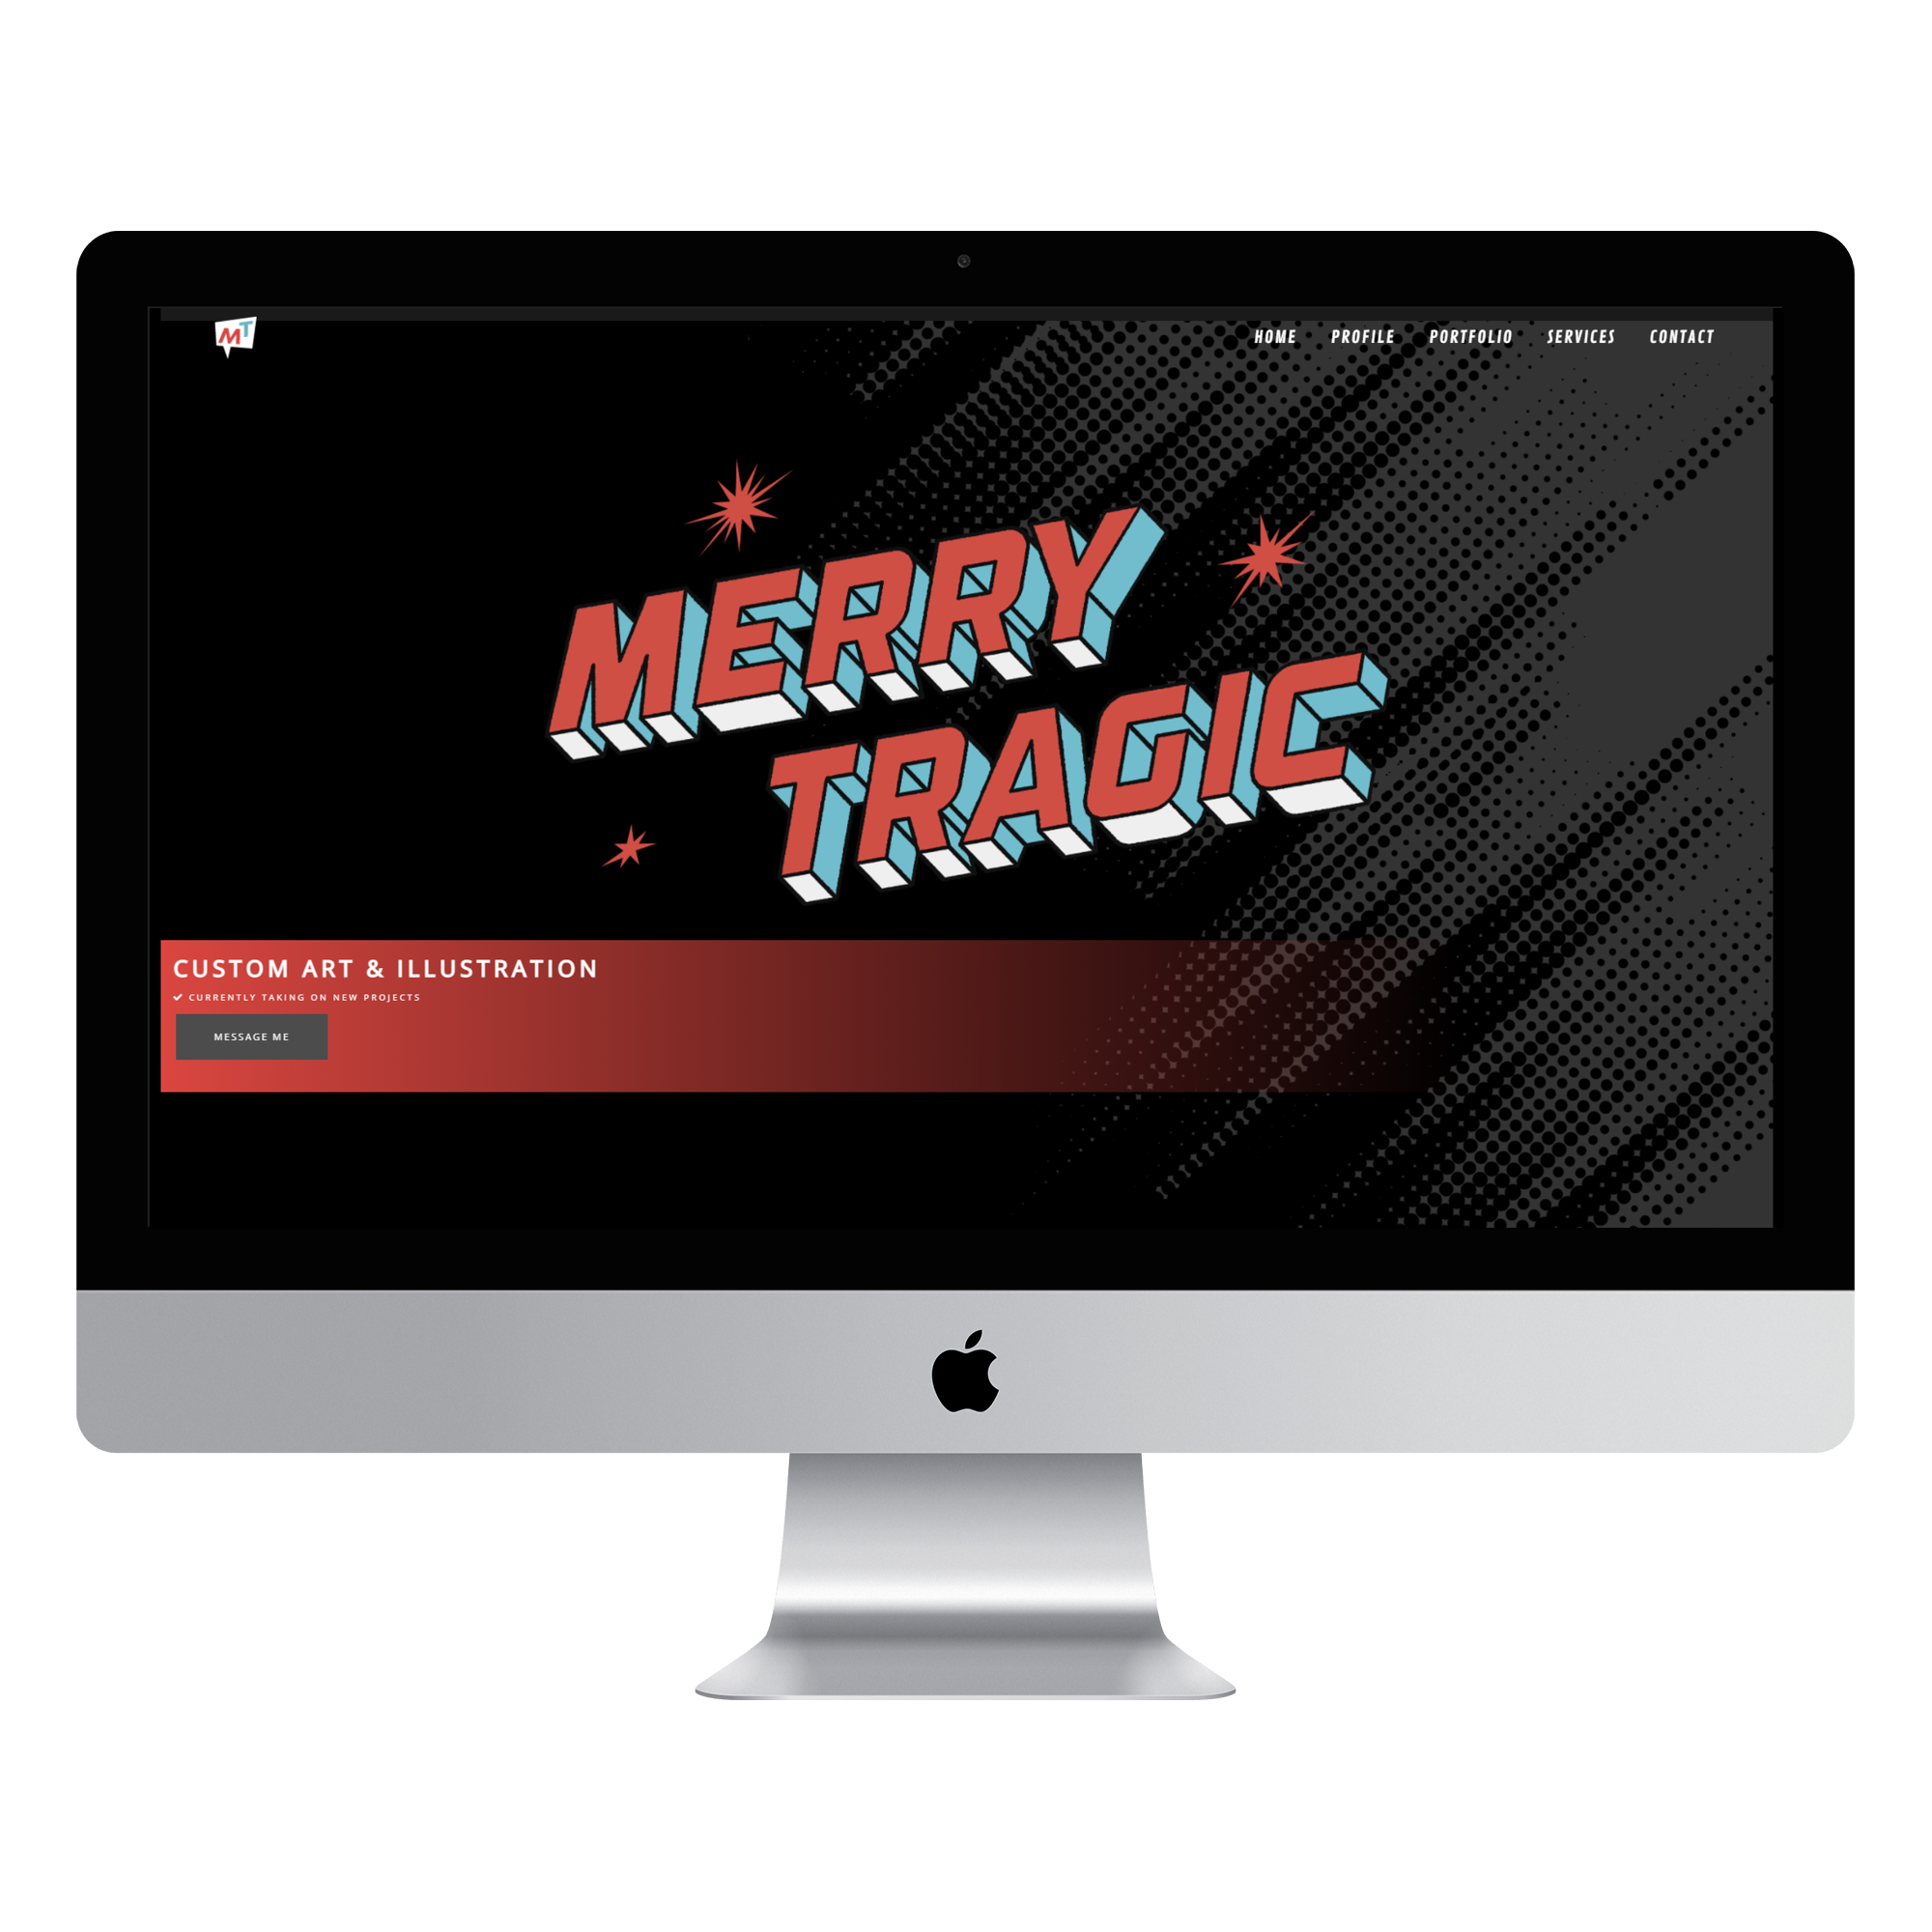 MT
HOME PROFILE PORTFOLIO SERVICES CONTACT
MERRY
TRAGIC
CUSTOM ART & ILLUSTRATION
CURRENTLY TAKING ON NEW PROJECTS
MESSAGE ME